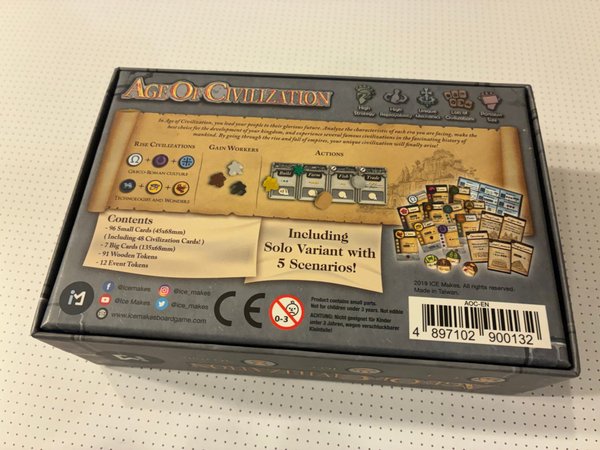 AGE OF CIVILIZATION
High Strategy
High Replayability
Unique Mechanics
Lots of Civilizations
Portable Size
In Age of Civilization, you lead your people to their glorious future. Analyze the characteristic of each era you are facing, make the
best choice for the development of your kingdom, and experience several famous civilizations in the fascinating history of
mankind. By going through the rise and fall of empires, your unique civilization will finally arise!
RISE CIVILIZATIONS
GAIN WORKERS
ACTIONS
GRECO-ROMAN CULTURE
TECHNOLOGIES AND WONDERS
Build
Farm
Fish
Trade
Contents
- 96 Small Cards (45x68mm)
( Including 48 Civilization Cards! )
- 7 Big Cards (135x68mm)
- 91 Wooden Tokens
- 12 Event Tokens
Including
Solo Variant with
5 Scenarios!
IM
@icemakes
@ice_makes
@Ice Makes
@ice_makes
www.icemakesboardgame.com
CE
0-3
Product contains small parts.
Not for children under 3 years. Not edible
ACHTUNG: Nicht geeignet für Kinder
unter 3 Jahren, wegen verschluckbarer
Kleinteile!
2019 ICE Makes. All rights reserved.
Made in Taiwan.
AOC-EN
4 897102 900132
AGE OF CIVILIZATION